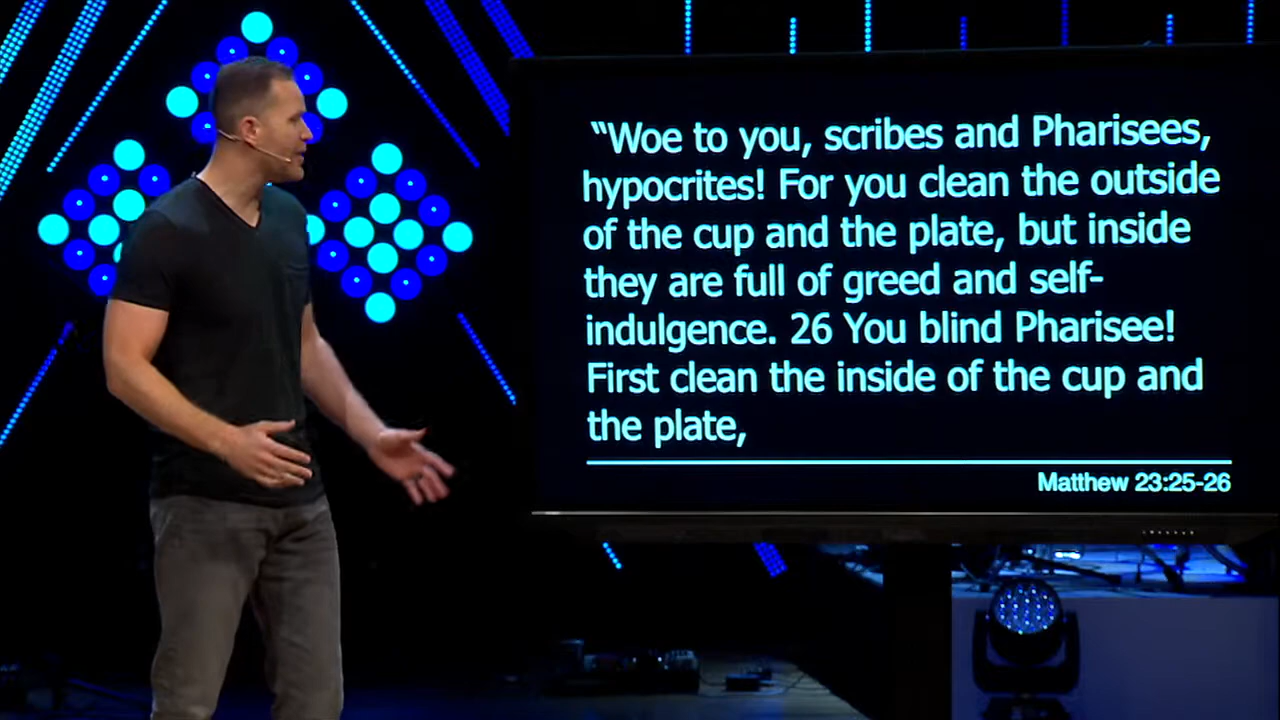 “Woe to you, scribes and Pharisees,
hypocrites! For you clean the outside
of the cup and the plate, but inside
they are full of greed and self-
indulgence. 26 You blind Pharisee!
First clean the inside of the cup and
the plate,
Matthew 23:25-26